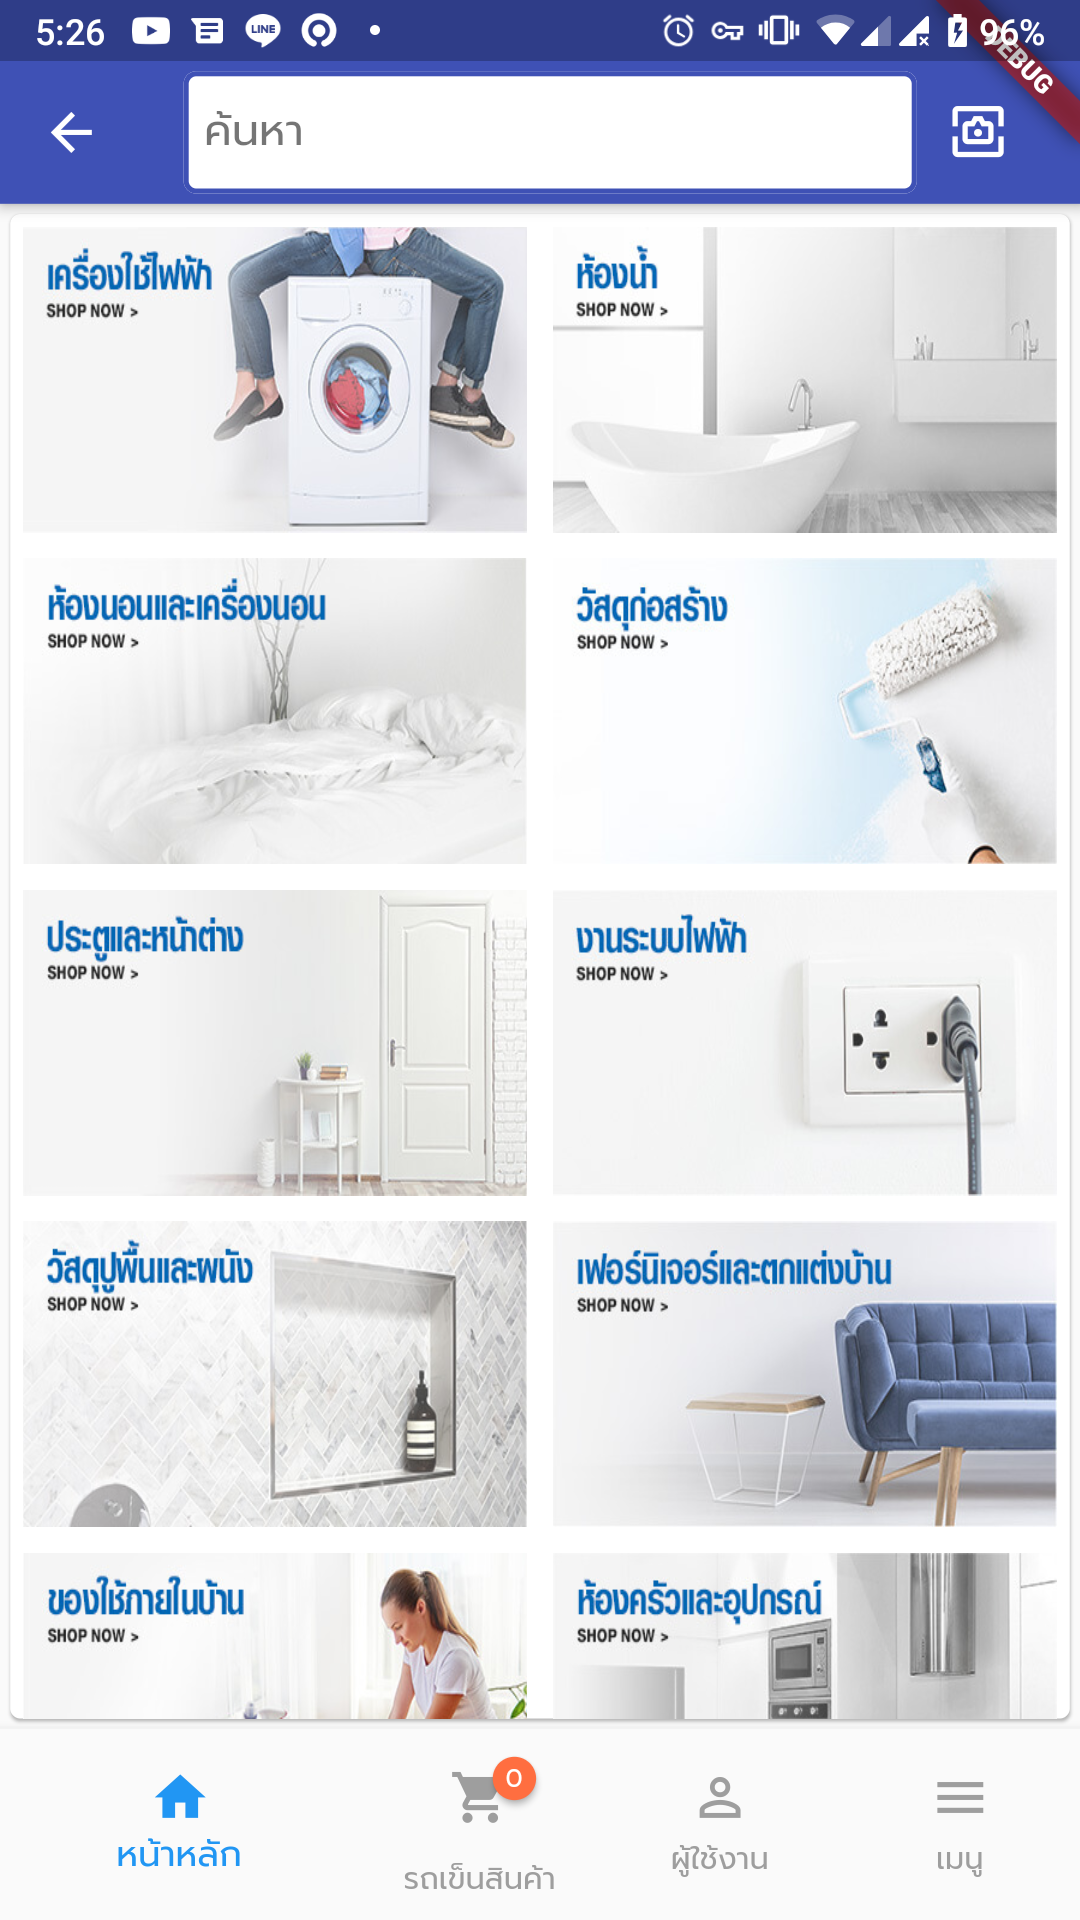 5:26
LINE
96%
DEBUG
ค้นหา
เครื่องใช้ไฟฟ้า
SHOP NOW >
ห้องน้ำ
SHOP NOW >
ห้องนอนและเครื่องนอน
SHOP NOW >
วัสดุก่อสร้าง
SHOP NOW >
ประตูและหน้าต่าง
SHOP NOW >
งานระบบไฟฟ้า
SHOP NOW >
วัสดุปูพื้นและผนัง
SHOP NOW >
เฟอร์นิเจอร์และตกแต่งบ้าน
SHOP NOW >
ของใช้ภายในบ้าน
SHOP NOW >
ห้องครัวและอุปกรณ์
SHOP NOW >
0
หน้าหลัก
รถเข็นสินค้า
ผู้ใช้งาน
เมนู